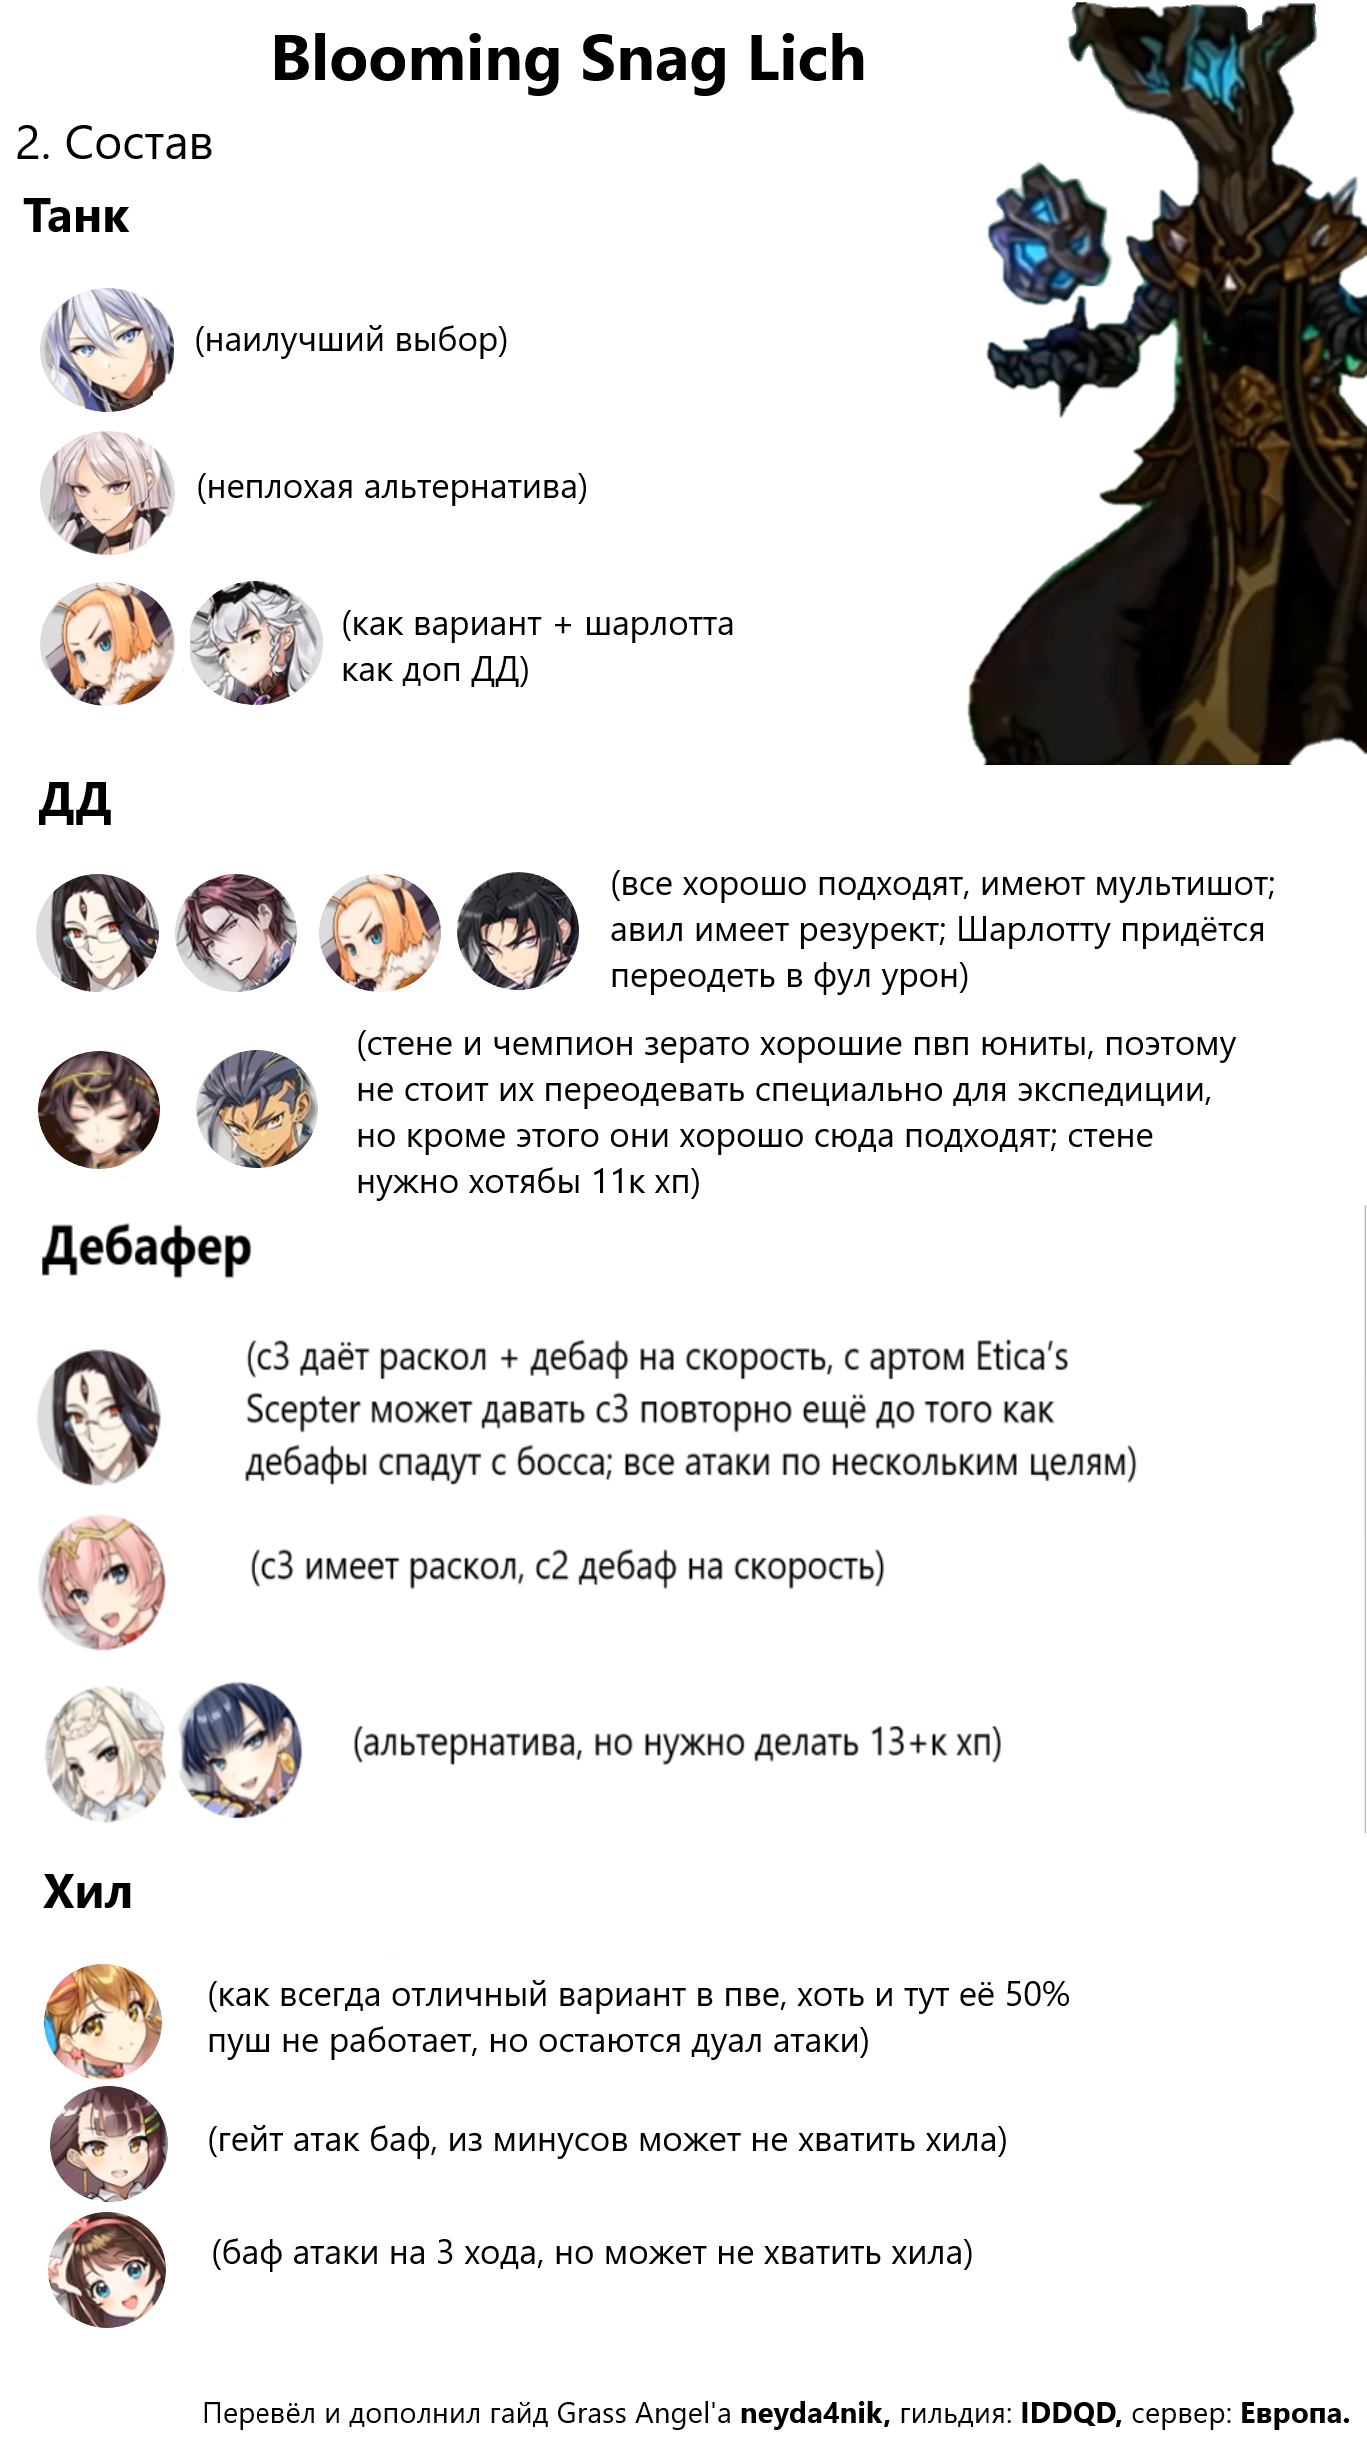 Blooming Snag Lich
2. Состав
Танк
(наилучший выбор)
(неплохая альтернатива)
(как вариант + шарлотта
как доп ДД)
ДД
(все хорошо подходят, имеют мультишот;
авил имеет резурект; Шарлотту придётся
переодеть в фул урон)
(стене и чемпион зерато хорошие пвп юниты, поэтому
не стоит их переодевать специально для экспедиции,
но кроме этого они хорошо сюда подходят; стене
нужно хотябы 11к хп)
Дебафер
(с3 даёт раскол + дебаф на скорость, с артом Etica’s
Scepter может давать с3 повторно ещё до того как
дебафы спадут с босса; все атаки по нескольким целям)
(с3 имеет раскол, с2 дебаф на скорость)
(альтернатива, но нужно делать 13+к хп)
Хил
(как всегда отличный вариант в пве, хоть и тут её 50%
пуш не работает, но остаются дуал атаки)
(гейт атак баф, из минусов может не хватить хила)
(баф атаки на 3 хода, но может не хватить хила)
Перевёл и дополнил гайд Grass Angel'а neyda4nik, гильдия: IDDQD, сервер: Европа.